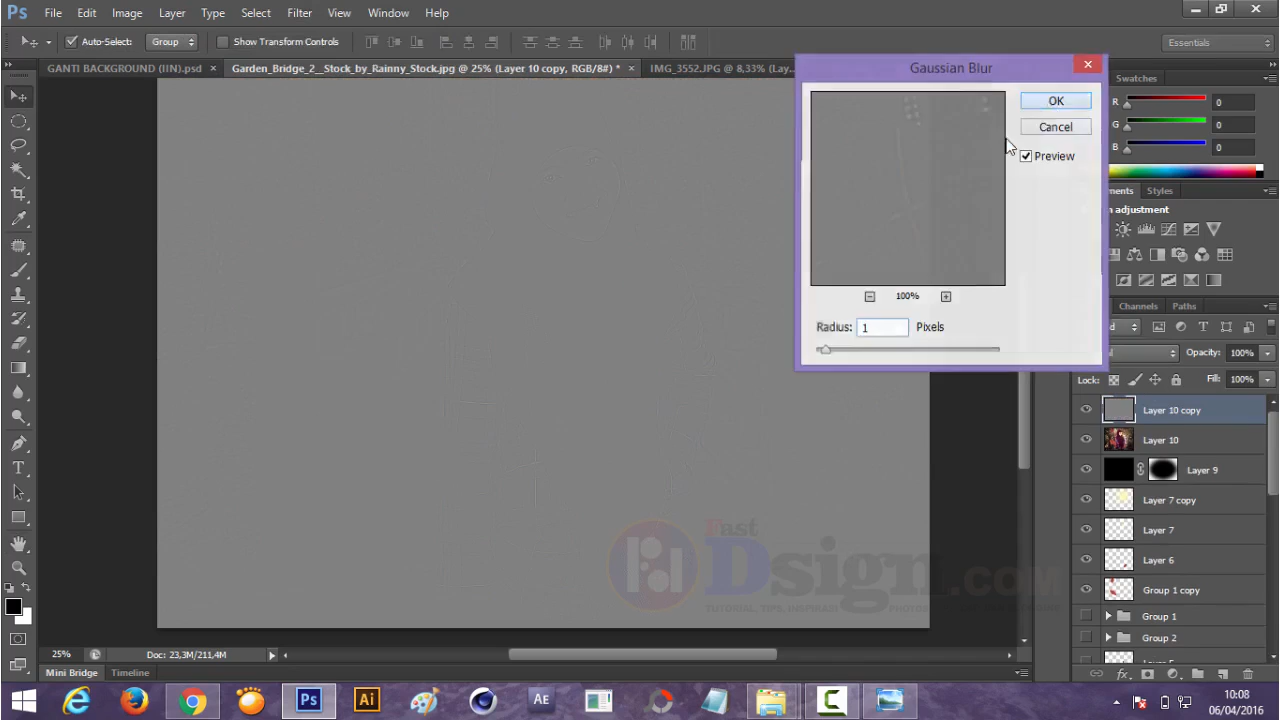 Ps File Edit Image Layer Type Select Filter View Window Help
Auto-Select: Group Show Transform Controls Essentials
GANTI BACKGROUND (IIN).psd × Garden_Bridge_2__Stock_by_Rainny_Stock.jpg @ 25% (Layer 10 copy, RGB/8#) * × IMG_3552.JPG @ 8,33% (Lay...
Gaussian Blur
OK
Cancel
Preview
100%
Radius: 1 Pixels
Swatches
R 0
G 0
B 0
Styles
adjustment
Channels Paths
Opacity: 100%
Lock: Fill: 100%
Layer 10 copy
Layer 10
Layer 9
Layer 7 copy
Layer 7
Layer 6
Group 1 copy
Group 1
Group 2
Fast
Dsign.COM
TUTORIAL, TIPS, INSPIRASI
25% Doc: 23,3M/211,4M
Mini Bridge Timeline
Ps Ai AE C
10:08
06/04/2016